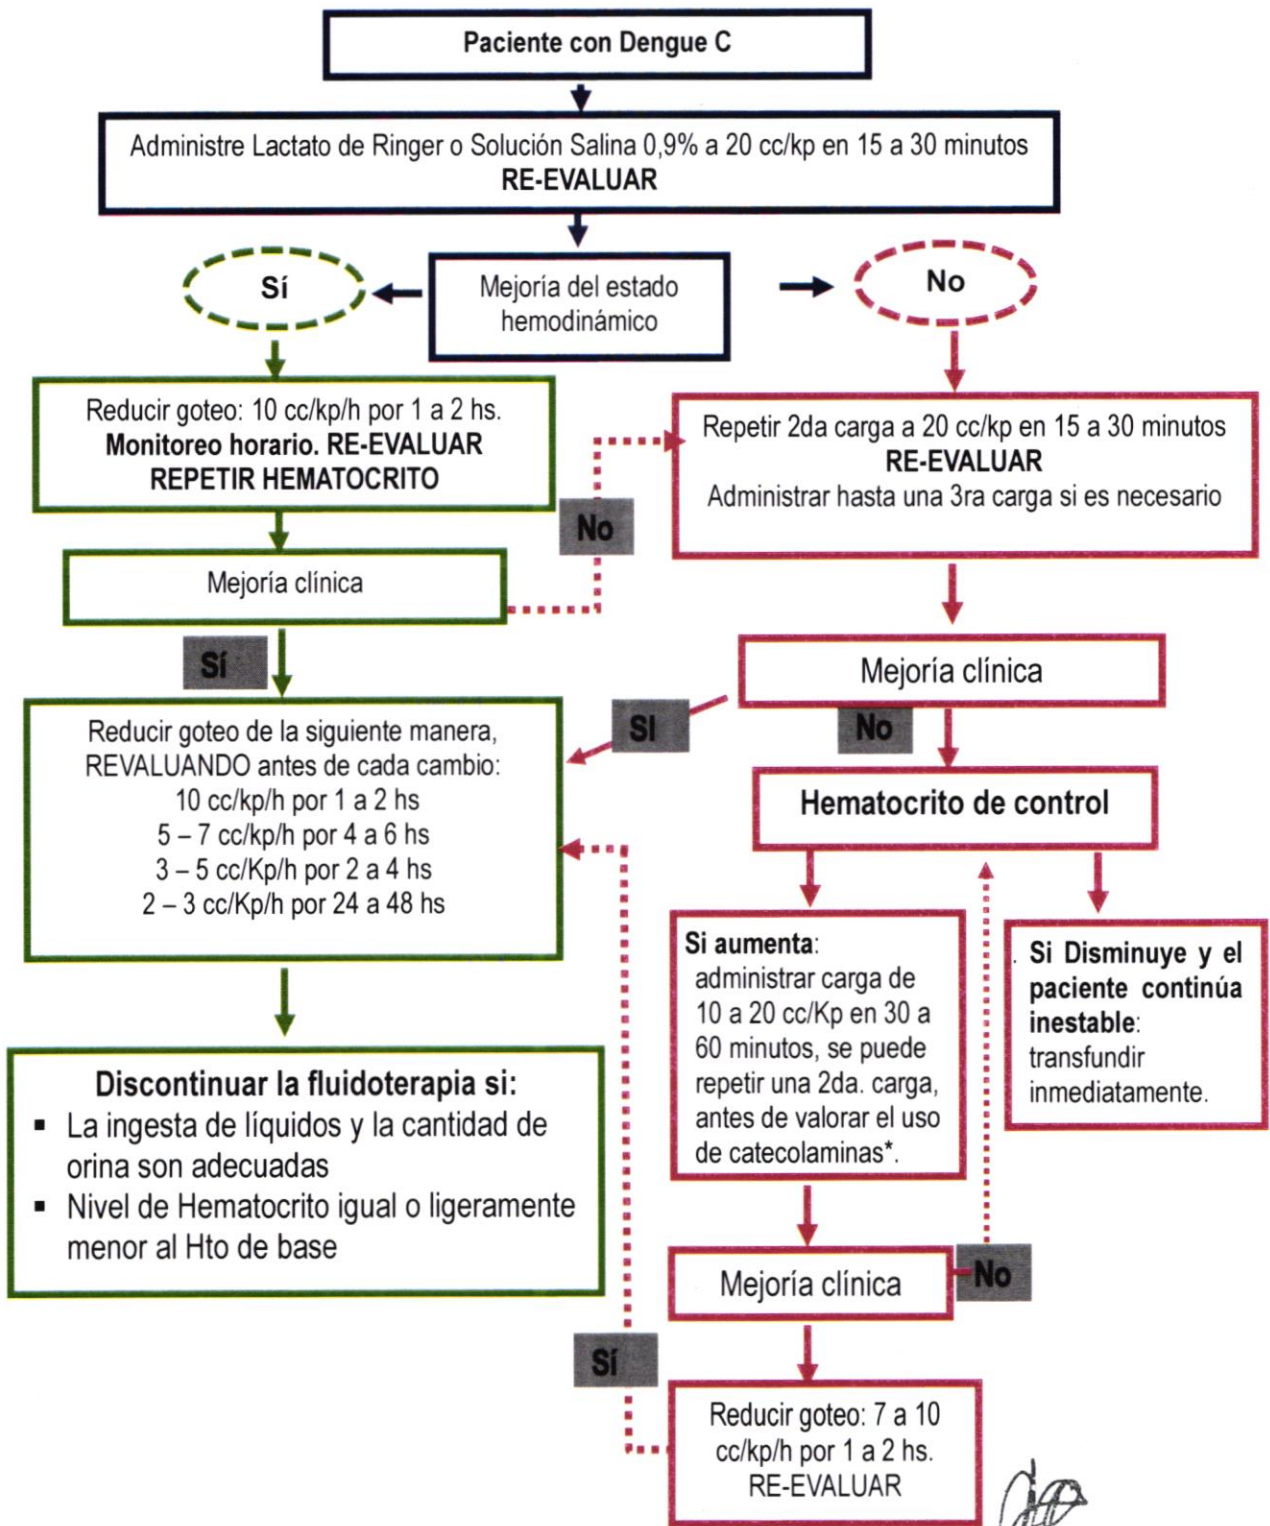 Paciente con Dengue C
Administre Lactato de Ringer o Solución Salina 0,9% a 20 cc/kp en 15 a 30 minutos
RE-EVALUAR
Sí
Mejoría del estado
hemodinámico
No
Reducir goteo: 10 cc/kp/h por 1 a 2 hs.
Monitoreo horario. RE-EVALUAR
REPETIR HEMATOCRITO
Repetir 2da carga a 20 cc/kp en 15 a 30 minutos
RE-EVALUAR
Administrar hasta una 3ra carga si es necesario
No
Mejoría clínica
Sí
Mejoría clínica
SI
No
Reducir goteo de la siguiente manera,
REVALUANDO antes de cada cambio:
10 cc/kp/h por 1 a 2 hs
5 – 7 cc/kp/h por 4 a 6 hs
3 – 5 cc/Kp/h por 2 a 4 hs
2 – 3 cc/Kp/h por 24 a 48 hs
Hematocrito de control
Si aumenta:
administrar carga de
10 a 20 cc/Kp en 30 a
60 minutos, se puede
repetir una 2da. carga,
antes de valorar el uso
de catecolaminas*.
Si Disminuye y el
paciente continúa
inestable:
transfundir
inmediatamente.
Discontinuar la fluidoterapia si:
▪ La ingesta de líquidos y la cantidad de
orina son adecuadas
▪ Nivel de Hematocrito igual o ligeramente
menor al Hto de base
Mejoría clínica
No
Sí
Reducir goteo: 7 a 10
cc/kp/h por 1 a 2 hs.
RE-EVALUAR